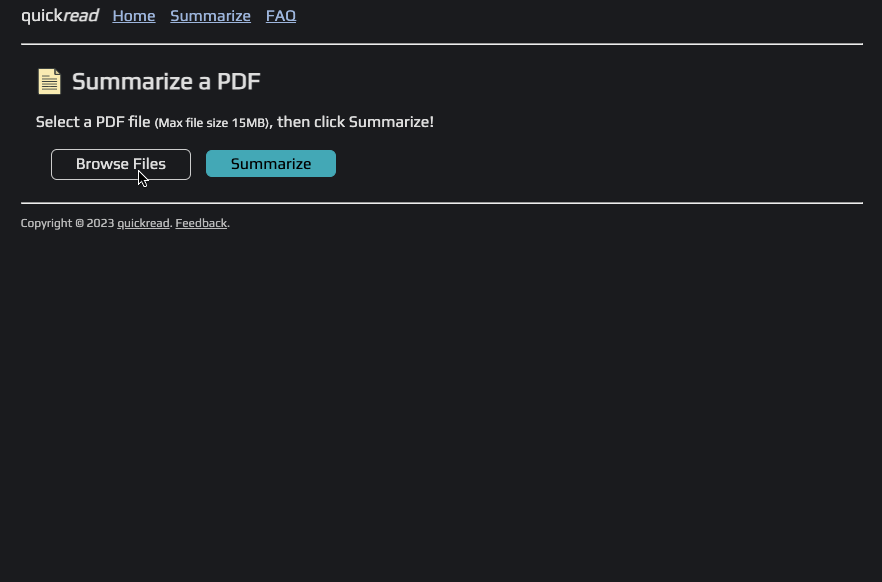 quickread Home Summarize FAQ
Summarize a PDF
Select a PDF file (Max file size 15MB), then click Summarize!
Browse Files Summarize
Copyright © 2023 quickread. Feedback.